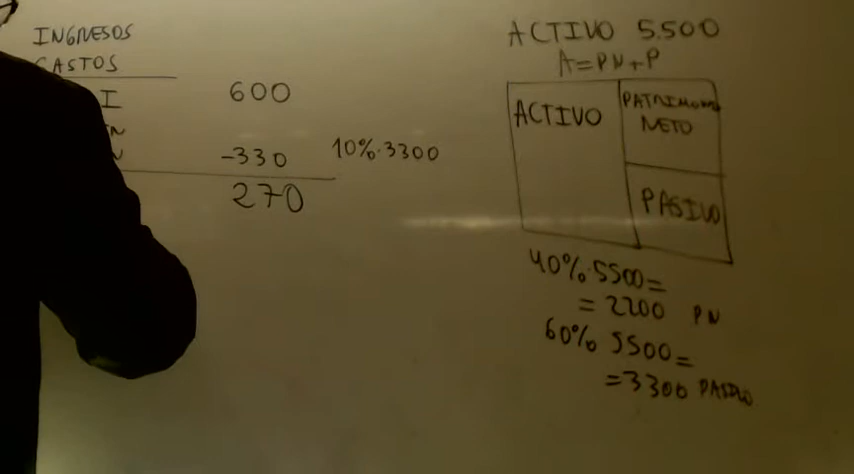 INGRESOS
GASTOS
I 600
-330 10%·3300
270
ACTIVO 5.500
A=PN+P
ACTIVO
PATRIMONIO
NETO
PASIVO
40%·5500=
=2200 PN
60% 5500=
=3300 PASIVO